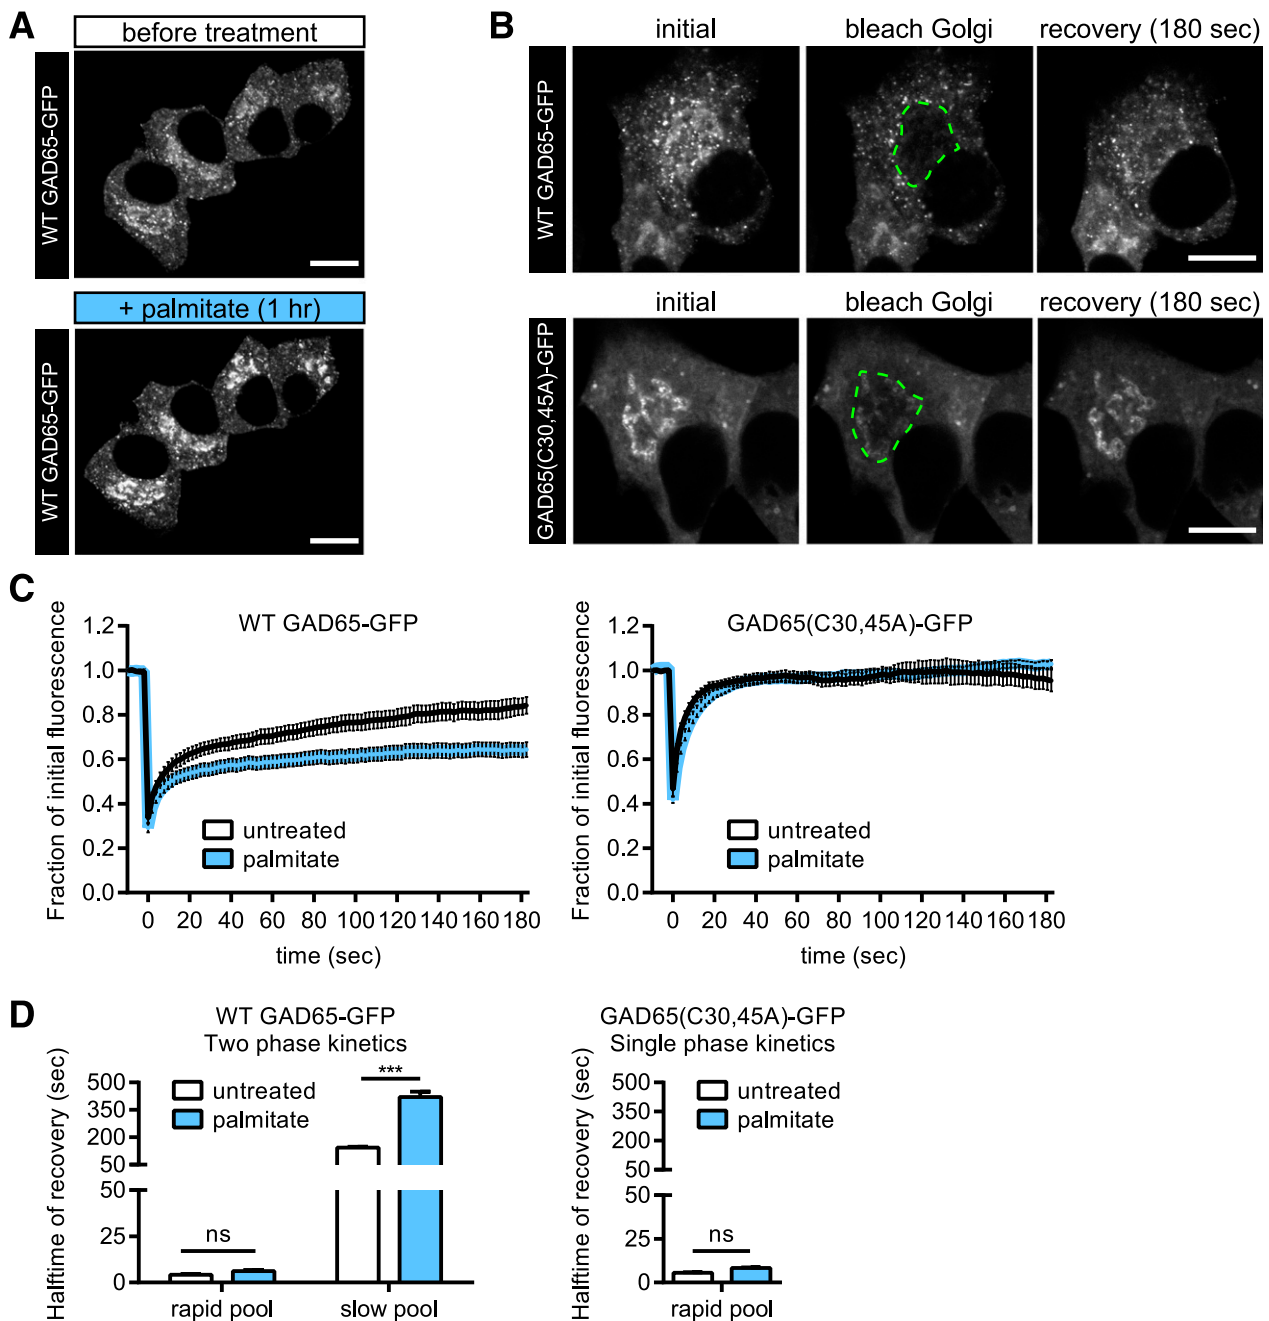 A
before treatment
WT GAD65-GFP
+ palmitate (1 hr)
WT GAD65-GFP
B
initial
bleach Golgi
recovery (180 sec)
WT GAD65-GFP
initial
bleach Golgi
recovery (180 sec)
GAD65(C30,45A)-GFP
C
WT GAD65-GFP
Fraction of initial fluorescence
1.2
1.0
0.8
0.6
0.4
0.2
0.0
untreated
palmitate
0 20 40 60 80 100 120 140 160 180
time (sec)
GAD65(C30,45A)-GFP
Fraction of initial fluorescence
1.2
1.0
0.8
0.6
0.4
0.2
0.0
untreated
palmitate
0 20 40 60 80 100 120 140 160 180
time (sec)
D
WT GAD65-GFP
Two phase kinetics
Halftime of recovery (sec)
500
350
200
50
50
25
0
untreated
palmitate
***
ns
rapid pool
slow pool
GAD65(C30,45A)-GFP
Single phase kinetics
Halftime of recovery (sec)
500
350
200
50
50
25
0
untreated
palmitate
ns
rapid pool